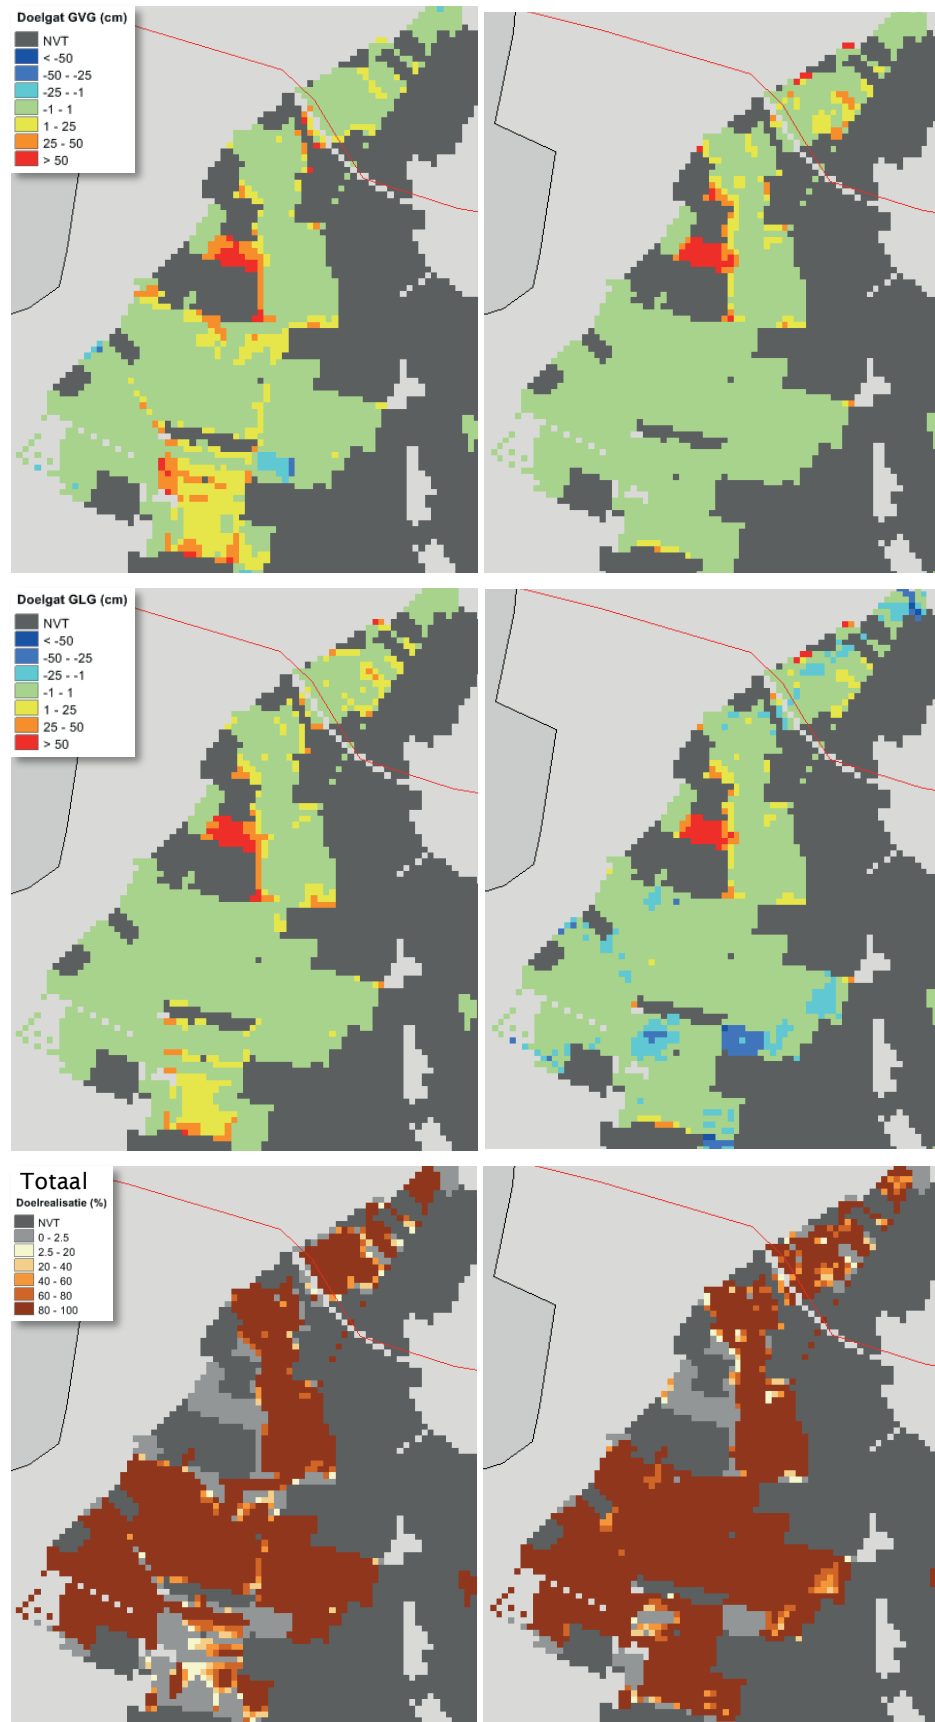 Doelgat GVG (cm)
NVT
< -50
-50 - -25
-25 - -1
-1 - 1
1 - 25
25 - 50
> 50
Doelgat GLG (cm)
NVT
< -50
-50 - -25
-25 - -1
-1 - 1
1 - 25
25 - 50
> 50
Totaal
Doelrealisatie (%)
NVT
0 - 2.5
2.5 - 20
20 - 40
40 - 60
60 - 80
80 - 100